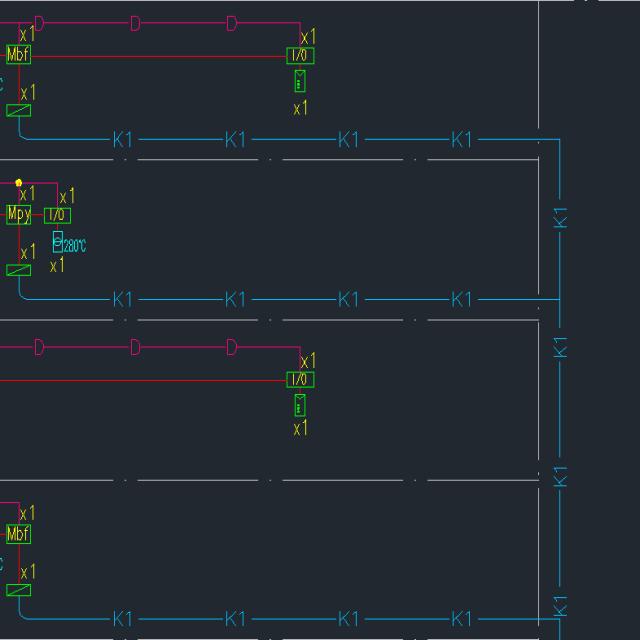 D D D
x1 x1
Mbf I/O
x1
x1
K1 K1 K1 K1
x1 x1
Mpy I/O
K1
280℃
x1 x1
K1 K1 K1 K1
D D D
K1
x1
I/O
x1
K1
x1
Mbf
x1
K1
K1 K1 K1 K1